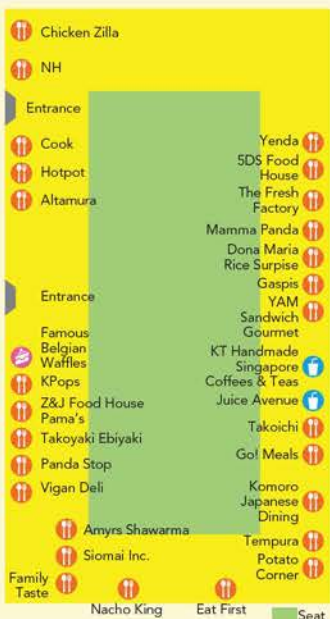 Chicken Zilla
NH
Entrance
Cook
Hotpot
Altamura
Entrance
Famous
Belgian
Waffles
KPops
Z&J Food House
Pama's
Takoyaki Ebiyaki
Panda Stop
Vigan Deli
Amyrs Shawarma
Siomai Inc.
Family
Taste
Nacho King
Eat First
Yenda
5DS Food
House
The Fresh
Factory
Mamma Panda
Dona Maria
Rice Surpise
Gaspis
YAM
Sandwich
Gourmet
KT Handmade
Singapore
Coffees & Teas
Juice Avenue
Takoichi
Go! Meals
Komoro
Japanese
Dining
Tempura
Potato
Corner
Seat